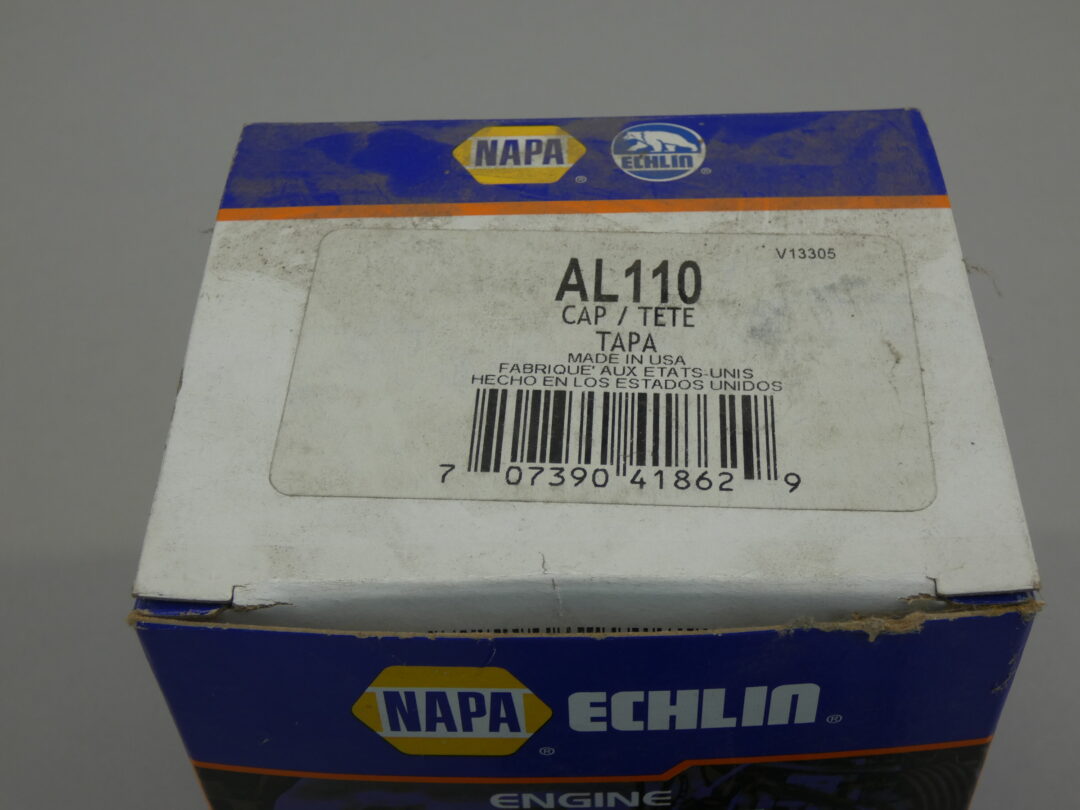 NAPA ® ECHLIN ®
V13305
AL110
CAP / TETE
TAPA
MADE IN USA
FABRIQUE' AUX ETATS-UNIS
HECHO EN LOS ESTADOS UNIDOS
7 07390 41862 9
NAPA ® ECHLIN ®
ENGINE